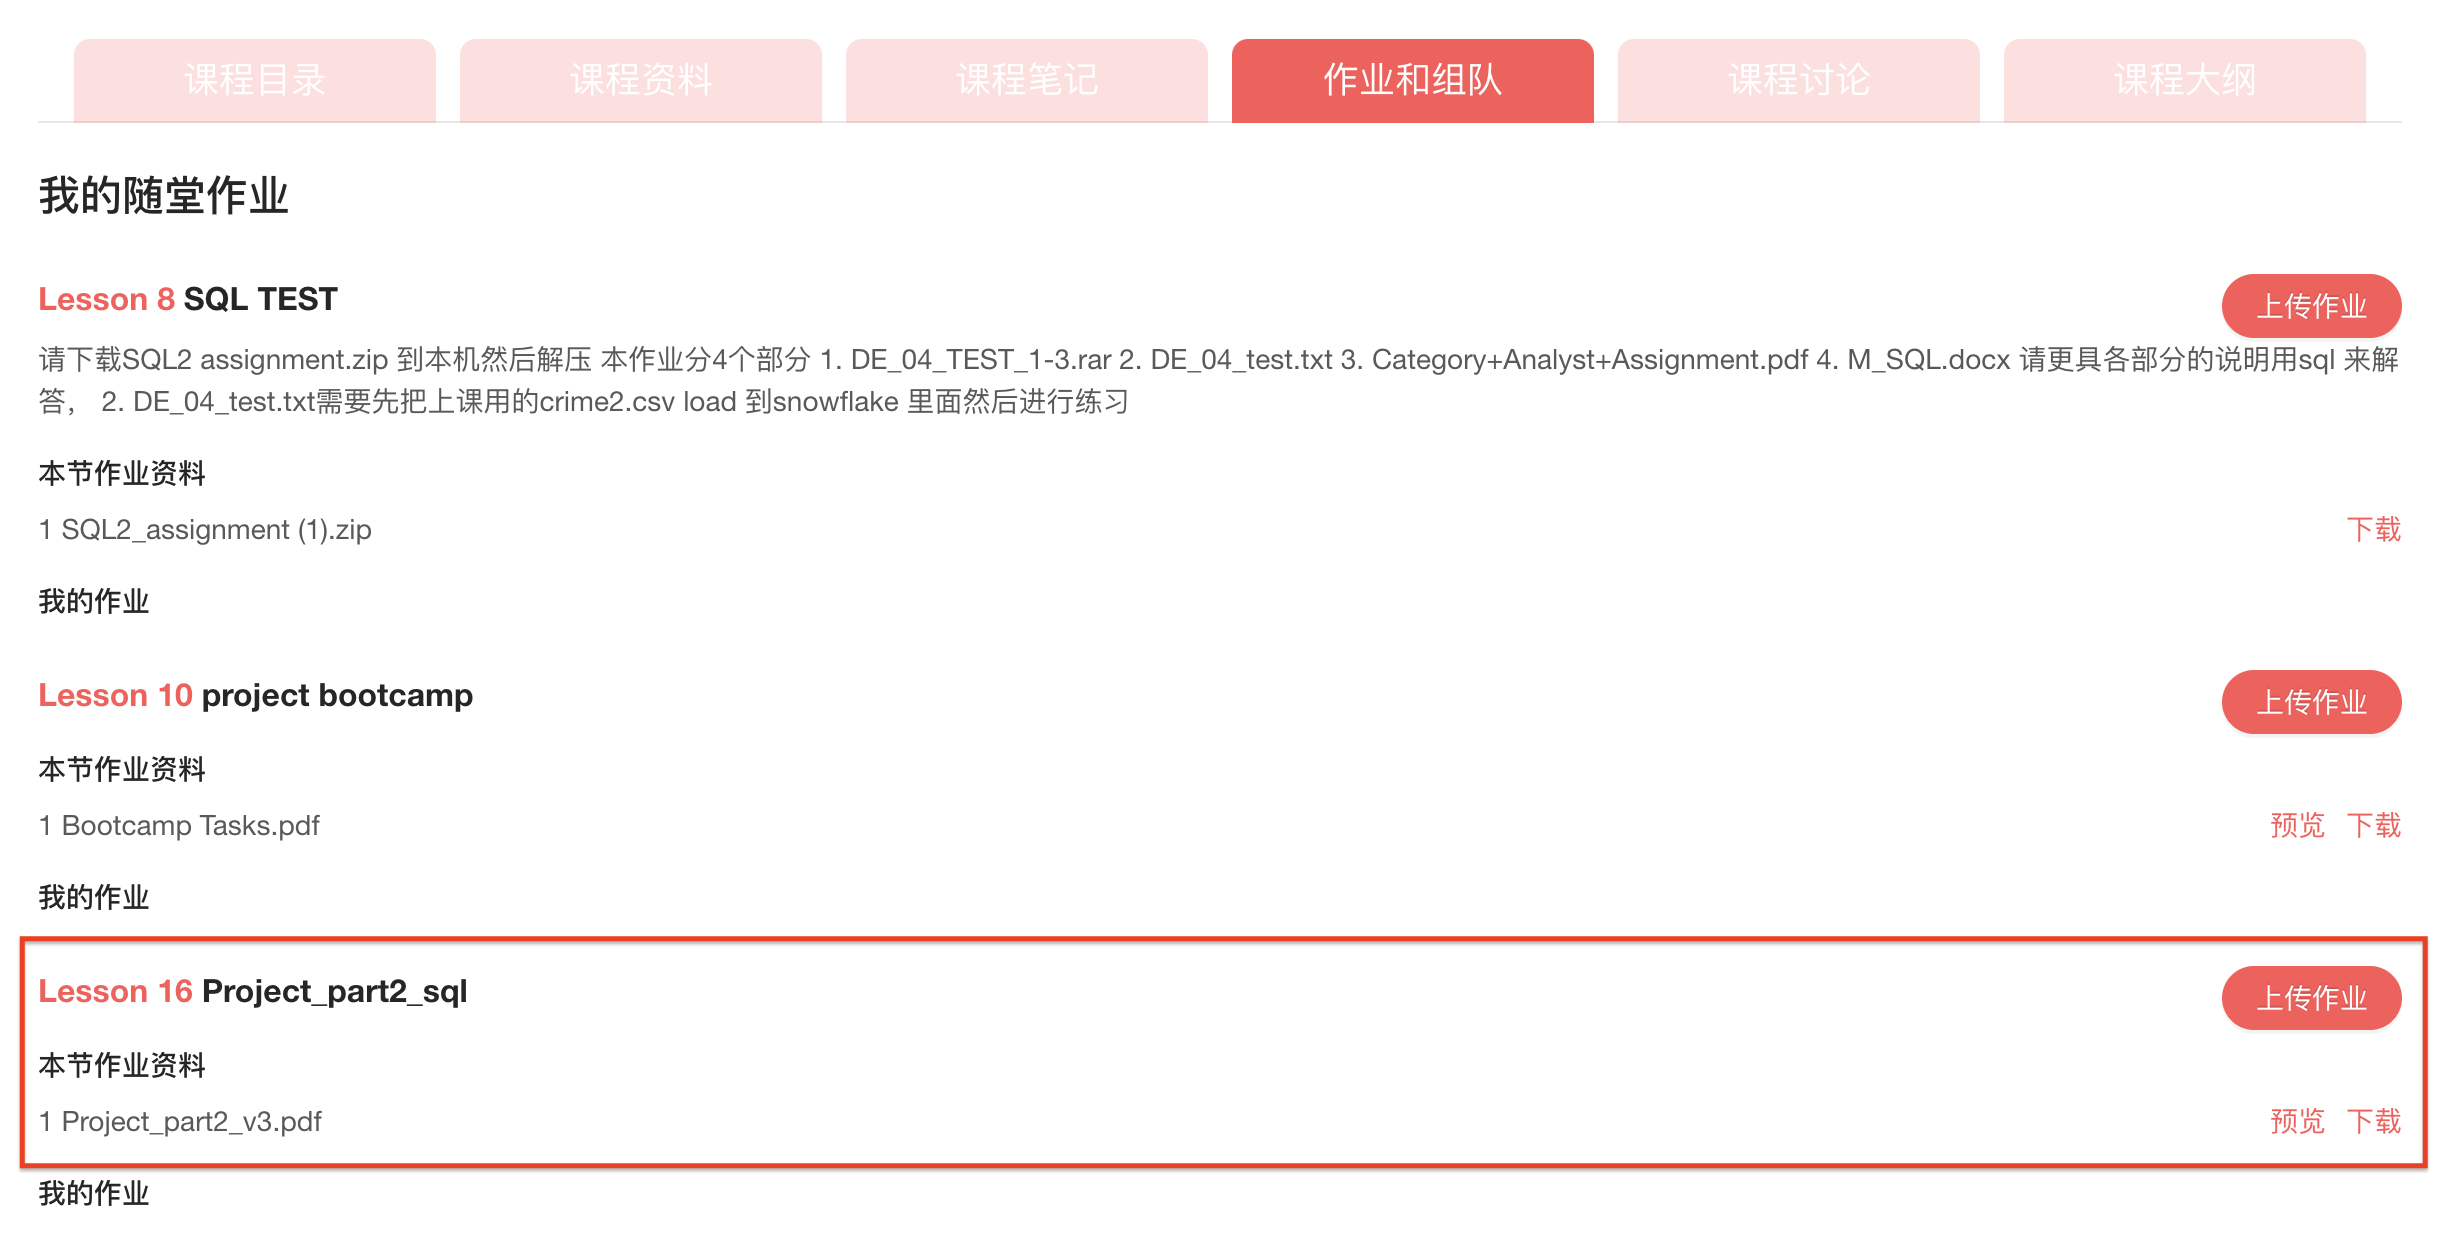 课程目录 课程资料 课程笔记 作业和组队 课程讨论 课程大纲
我的随堂作业
Lesson 8 SQL TEST 上传作业
请下载SQL2 assignment.zip 到本机然后解压 本作业分4个部分 1. DE_04_TEST_1-3.rar 2. DE_04_test.txt 3. Category+Analyst+Assignment.pdf 4. M_SQL.docx 请更具各部分的说明用sql 来解
答， 2. DE_04_test.txt需要先把上课用的crime2.csv load 到snowflake 里面然后进行练习
本节作业资料
1 SQL2_assignment (1).zip 下载
我的作业
Lesson 10 project bootcamp 上传作业
本节作业资料
1 Bootcamp Tasks.pdf 预览 下载
我的作业
Lesson 16 Project_part2_sql 上传作业
本节作业资料
1 Project_part2_v3.pdf 预览 下载
我的作业